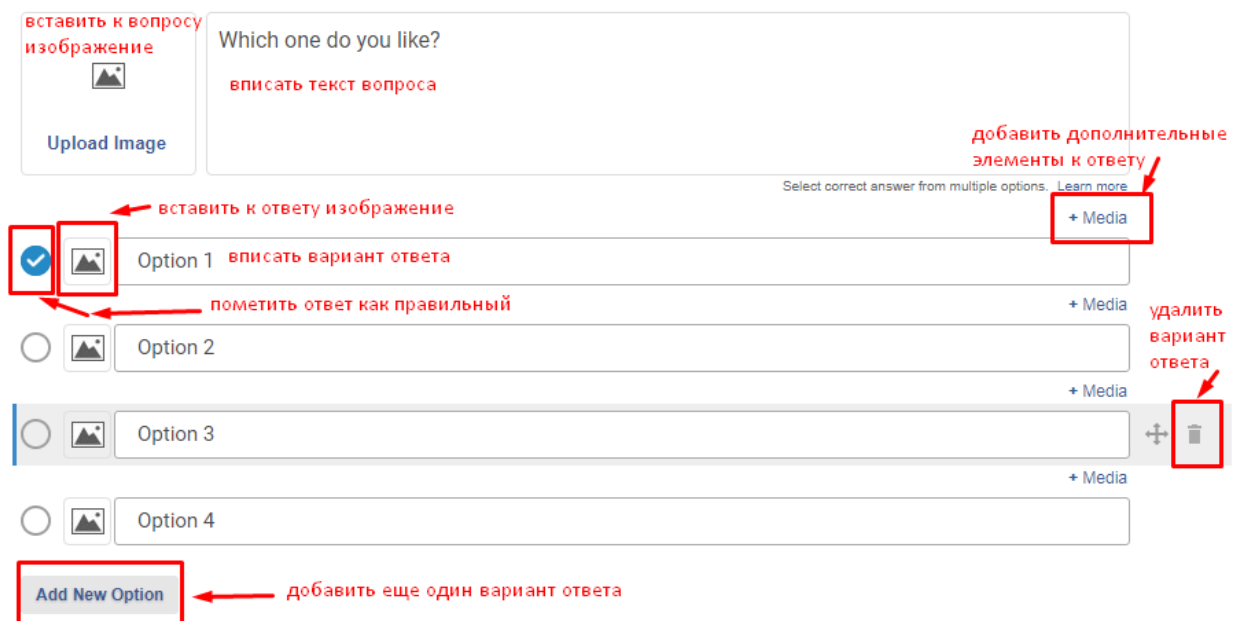 вставить к вопросу
изображение
Upload Image
Which one do you like?
вписать текст вопроса
добавить дополнительные
элементы к ответу
Select correct answer from multiple options. Learn more
+ Media
вставить к ответу изображение
Option 1
вписать вариант ответа
пометить ответ как правильный
+ Media
удалить
вариант
ответа
Option 2
+ Media
Option 3
+ Media
Option 4
Add New Option
добавить еще один вариант ответа